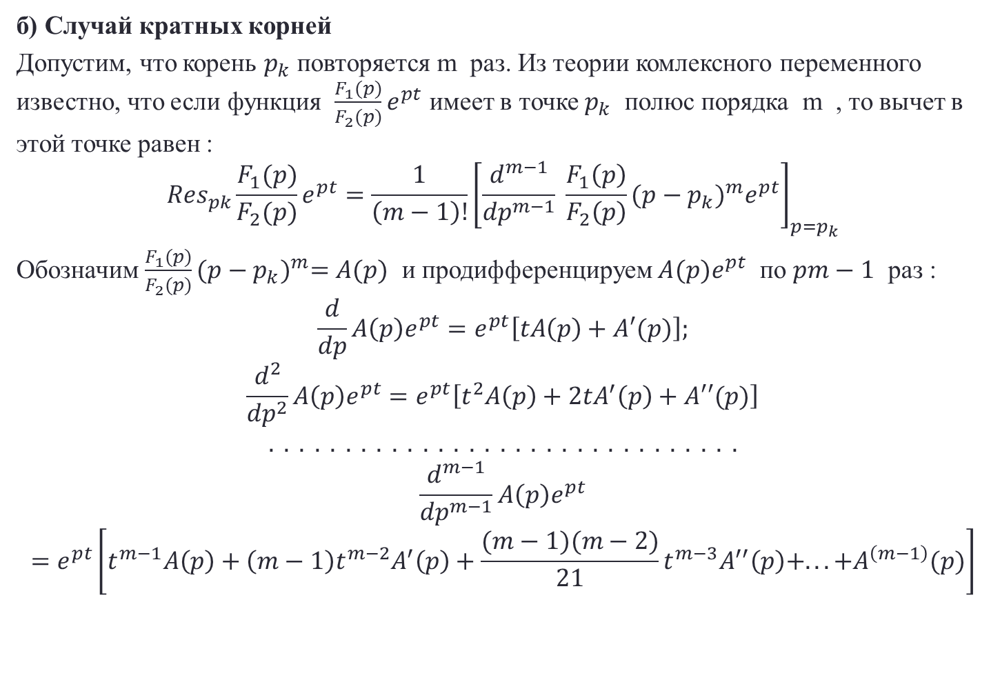 б) Случай кратных корней
Допустим, что корень $p_k$ повторяется m раз. Из теории комлексного переменного
известно, что если функция $\frac{F_1(p)}{F_2(p)}e^{pt}$ имеет в точке $p_k$ полюс порядка m , то вычет в
этой точке равен :
$Res_{pk}\frac{F_1(p)}{F_2(p)}e^{pt} = \frac{1}{(m-1)!}\left[\frac{d^{m-1}}{dp^{m-1}}\frac{F_1(p)}{F_2(p)}(p-p_k)^m e^{pt}\right]_{p=p_k}$
Обозначим $\frac{F_1(p)}{F_2(p)}(p-p_k)^m = A(p)$ и продифференцируем $A(p)e^{pt}$ по $pm-1$ раз :
$\frac{d}{dp}A(p)e^{pt} = e^{pt}[tA(p) + A'(p)];$
$\frac{d^2}{dp^2}A(p)e^{pt} = e^{pt}[t^2A(p) + 2tA'(p) + A''(p)]$
. . . . . . . . . . . . . . . . . . . . . . . . . . . . . . .
$\frac{d^{m-1}}{dp^{m-1}}A(p)e^{pt}$
$= e^{pt}\left[t^{m-1}A(p) + (m-1)t^{m-2}A'(p) + \frac{(m-1)(m-2)}{21}t^{m-3}A''(p)+...+A^{(m-1)}(p)\right]$